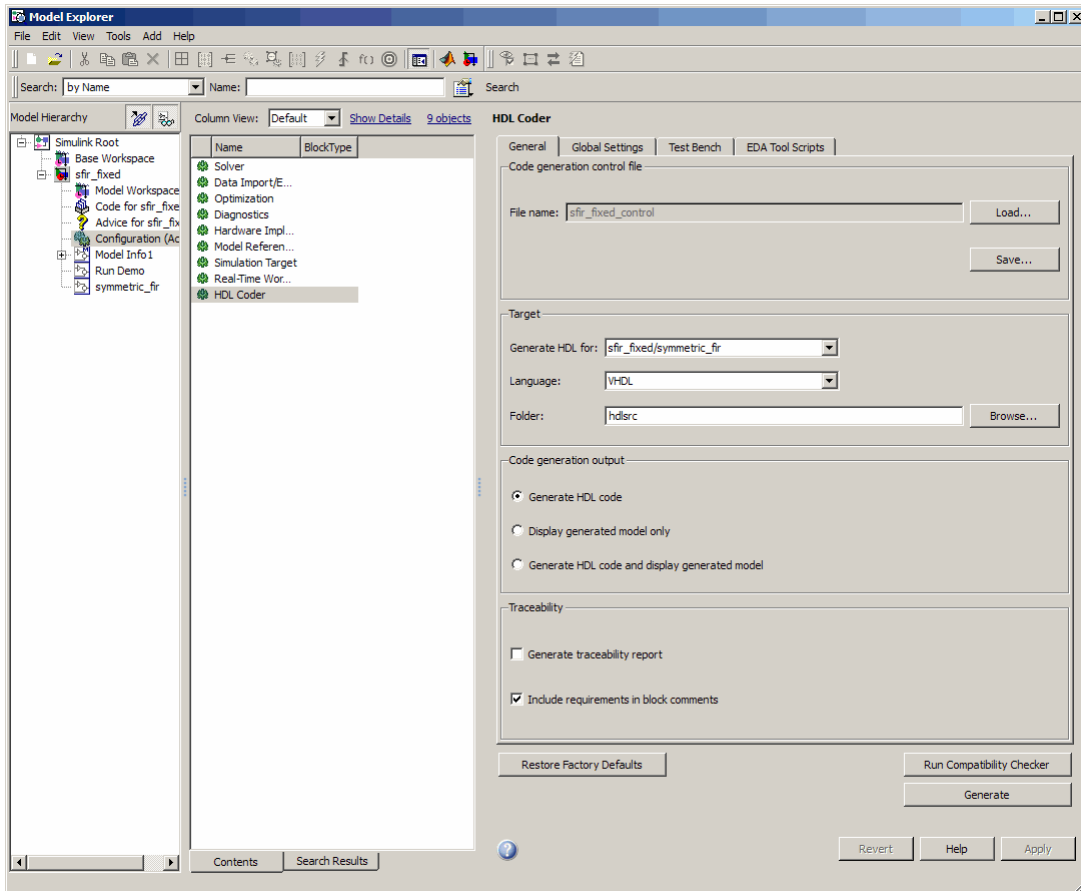 Model Explorer
File Edit View Tools Add Help
Search: by Name Name: Search
Model Hierarchy
Simulink Root
Base Workspace
sfir_fixed
Model Workspace
Code for sfir_fixe
Advice for sfir_fix
Configuration (Ac
Model Info1
Run Demo
symmetric_fir
Column View: Default Show Details 9 objects
Name BlockType
Solver
Data Import/E...
Optimization
Diagnostics
Hardware Impl...
Model Referen...
Simulation Target
Real-Time Wor...
HDL Coder
Contents Search Results
HDL Coder
General Global Settings Test Bench EDA Tool Scripts
Code generation control file
File name: sfir_fixed_control Load...
Save...
Target
Generate HDL for: sfir_fixed/symmetric_fir
Language: VHDL
Folder: hdlsrc Browse...
Code generation output
Generate HDL code
Display generated model only
Generate HDL code and display generated model
Traceability
Generate traceability report
Include requirements in block comments
Restore Factory Defaults Run Compatibility Checker
Generate
Revert Help Apply